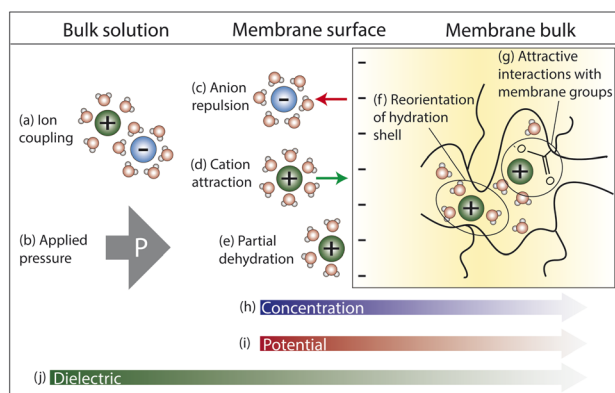 Bulk solution
Membrane surface
Membrane bulk
(a) Ion
coupling
+
-
(b) Applied
pressure
P
(c) Anion
repulsion
-
(d) Cation
attraction
+
(e) Partial
dehydration
+
(f) Reorientation
of hydration
shell
+
(g) Attractive
interactions with
membrane groups
+
O
O
(h) Concentration
(i) Potential
(j) Dielectric